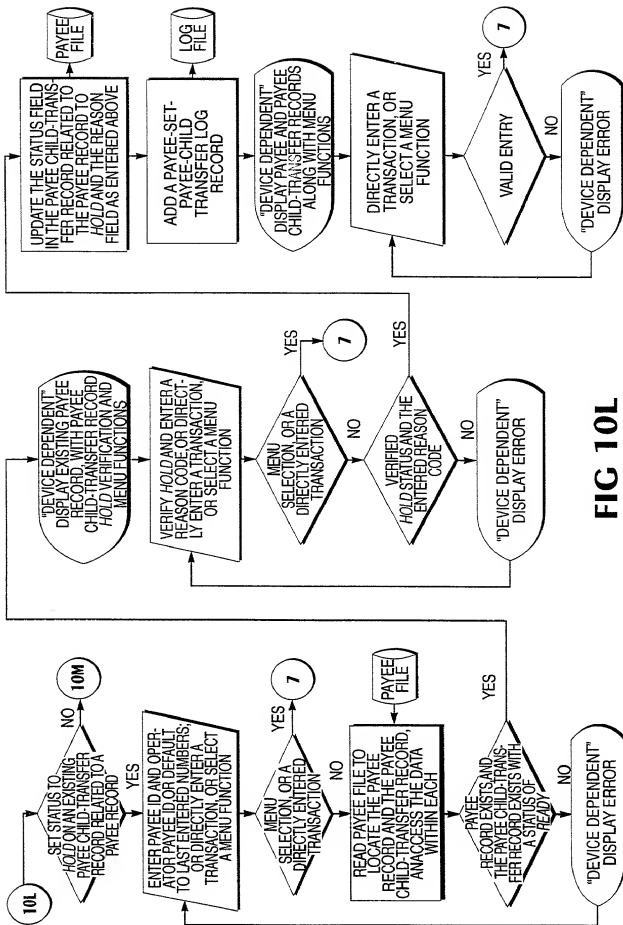 10L
SET STATUS TO
HOLD ON AN EXISTING
PAYEE CHILD-TRANSFER
RECORD RELATED TO A
PAYEE RECORD
NO
10M
YES
ENTER PAYEE ID AND OPER-
ATOR PAYEE ID, OR DEFAULT
TO LAST ENTERED NUMBERS;
OR DIRECTLY ENTER A
TRANSACTION, OR SELECT
A MENU FUNCTION
MENU
SELECTION, OR A
DIRECTLY ENTERED
TRANSACTION
YES
7
NO
READ PAYEE FILE TO
LOCATE THE PAYEE
RECORD AND THE PAYEE
CHILD-TRANSFER RECORD,
ANACCESS THE DATA
WITHIN EACH
PAYEE
FILE
PAYEE
RECORD EXISTS, AND
THE PAYEE CHILD-TRANS-
FER RECORD EXISTS WITH
A STATUS OF
READY
YES
NO
"DEVICE DEPENDENT"
DISPLAY ERROR
"DEVICE DEPENDENT"
DISPLAY EXISTING PAYEE
RECORD, WITH PAYEE
CHILD-TRANSFER RECORD
HOLD VERIFICATION AND
MENU FUNCTIONS
VERIFY HOLD AND ENTER A
REASON CODE, OR DIRECT-
LY ENTER A TRANSACTION,
OR SELECT A MENU
FUNCTION
MENU
SELECTION, OR A
DIRECTLY ENTERED
TRANSACTION
YES
7
NO
VERIFIED
HOLD STATUS AND THE
ENTERED REASON
CODE
YES
NO
"DEVICE DEPENDENT"
DISPLAY ERROR
UPDATE THE STATUS FIELD
IN THE PAYEE CHILD-TRANS-
FER RECORD RELATED TO
THE PAYEE RECORD TO
HOLD AND THE REASON
FIELD AS ENTERED ABOVE
PAYEE
FILE
ADD A PAYEE-SET-
PAYEE-CHILD
TRANSFER LOG
RECORD
LOG
FILE
"DEVICE DEPENDENT"
DISPLAY PAYEE AND PAYEE
CHILD-TRANSFER RECORDS
ALONG WITH MENU
FUNCTIONS
DIRECTLY ENTER A
TRANSACTION, OR
SELECT A MENU
FUNCTION
VALID ENTRY
YES
7
NO
"DEVICE DEPENDENT"
DISPLAY ERROR
FIG 10L